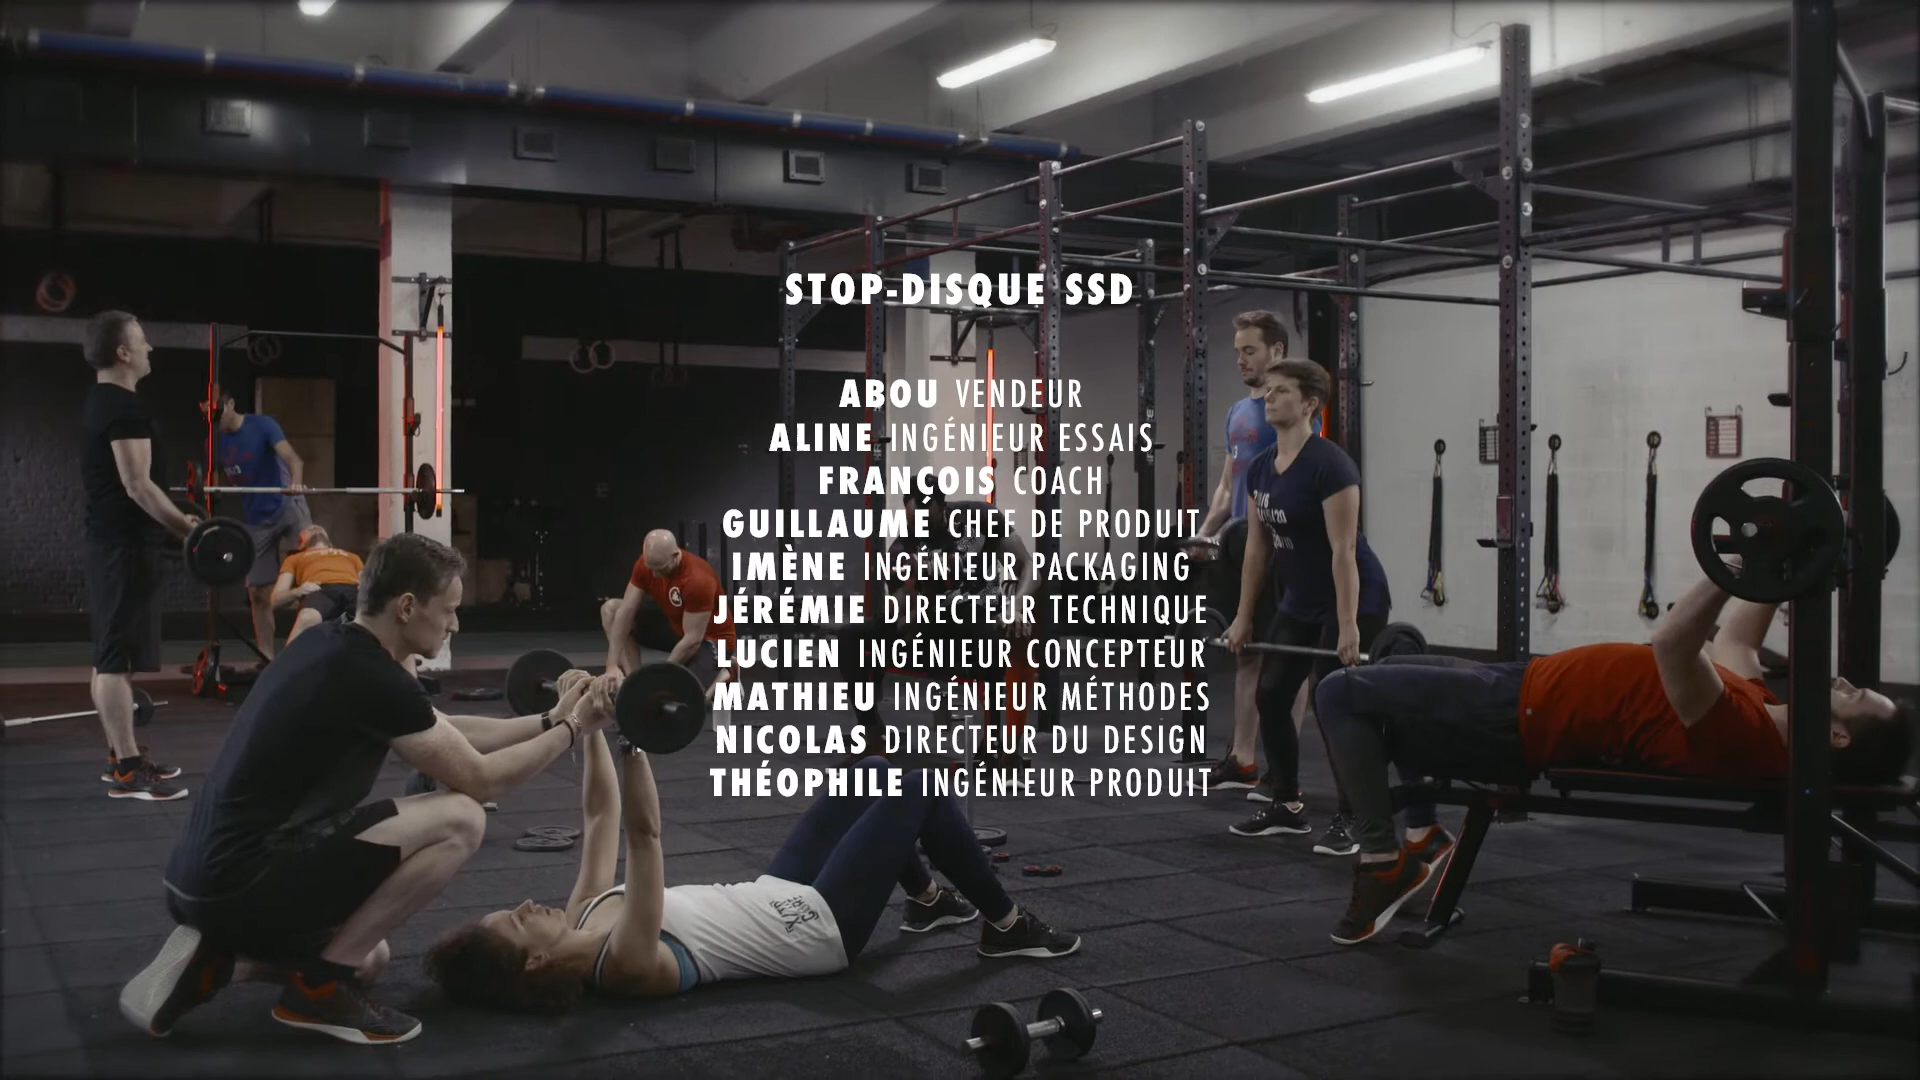 STOP-DISQUE SSD
ABOU VENDEUR
ALINE INGÉNIEUR ESSAIS
FRANÇOIS COACH
GUILLAUME CHEF DE PRODUIT
IMÈNE INGÉNIEUR PACKAGING
JÉRÉMIE DIRECTEUR TECHNIQUE
LUCIEN INGÉNIEUR CONCEPTEUR
MATHIEU INGÉNIEUR MÉTHODES
NICOLAS DIRECTEUR DU DESIGN
THÉOPHILE INGÉNIEUR PRODUIT